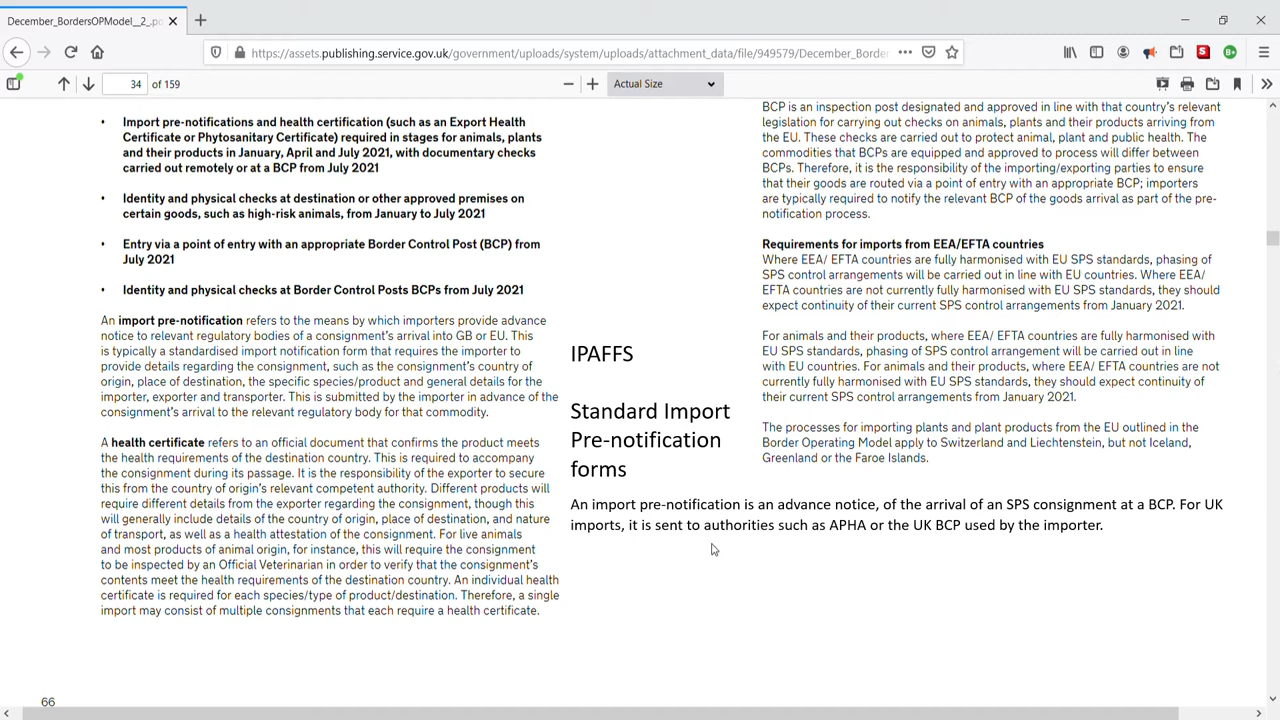 December_BordersOPModel__2_.pd
https://assets.publishing.service.gov.uk/government/uploads/system/uploads/attachment_data/file/949579/December_Border
34 of 159
Actual Size
• Import pre-notifications and health certification (such as an Export Health
Certificate or Phytosanitary Certificate) required in stages for animals, plants
and their products in January, April and July 2021, with documentary checks
carried out remotely or at a BCP from July 2021
• Identity and physical checks at destination or other approved premises on
certain goods, such as high-risk animals, from January to July 2021
• Entry via a point of entry with an appropriate Border Control Post (BCP) from
July 2021
• Identity and physical checks at Border Control Posts BCPs from July 2021
An import pre-notification refers to the means by which importers provide advance
notice to relevant regulatory bodies of a consignment's arrival into GB or EU. This
is typically a standardised import notification form that requires the importer to
provide details regarding the consignment, such as the consignment's country of
origin, place of destination, the specific species/product and general details for the
importer, exporter and transporter. This is submitted by the importer in advance of the
consignment's arrival to the relevant regulatory body for that commodity.
A health certificate refers to an official document that confirms the product meets
the health requirements of the destination country. This is required to accompany
the consignment during its passage. It is the responsibility of the exporter to secure
this from the country of origin's relevant competent authority. Different products will
require different details from the exporter regarding the consignment, though this
will generally include details of the country of origin, place of destination, and nature
of transport, as well as a health attestation of the consignment. For live animals
and most products of animal origin, for instance, this will require the consignment
to be inspected by an Official Veterinarian in order to verify that the consignment's
contents meet the health requirements of the destination country. An individual health
certificate is required for each species/type of product/destination. Therefore, a single
import may consist of multiple consignments that each require a health certificate.
66
IPAFFS
Standard Import
Pre-notification
forms
BCP is an inspection post designated and approved in line with that country's relevant
legislation for carrying out checks on animals, plants and their products arriving from
the EU. These checks are carried out to protect animal, plant and public health. The
commodities that BCPs are equipped and approved to process will differ between
BCPs. Therefore, it is the responsibility of the importing/exporting parties to ensure
that their goods are routed via a point of entry with an appropriate BCP; importers
are typically required to notify the relevant BCP of the goods arrival as part of the pre-
notification process.
Requirements for imports from EEA/EFTA countries
Where EEA/ EFTA countries are fully harmonised with EU SPS standards, phasing of
SPS control arrangements will be carried out in line with EU countries. Where EEA/
EFTA countries are not currently fully harmonised with EU SPS standards, they should
expect continuity of their current SPS control arrangements from January 2021.
For animals and their products, where EEA/ EFTA countries are fully harmonised with
EU SPS standards, phasing of SPS control arrangement will be carried out in line
with EU countries. For animals and their products, where EEA/ EFTA countries are not
currently fully harmonised with EU SPS standards, they should expect continuity of
their current SPS control arrangements from January 2021.
The processes for importing plants and plant products from the EU outlined in the
Border Operating Model apply to Switzerland and Liechtenstein, but not Iceland,
Greenland or the Faroe Islands.
An import pre-notification is an advance notice, of the arrival of an SPS consignment at a BCP. For UK
imports, it is sent to authorities such as APHA or the UK BCP used by the importer.